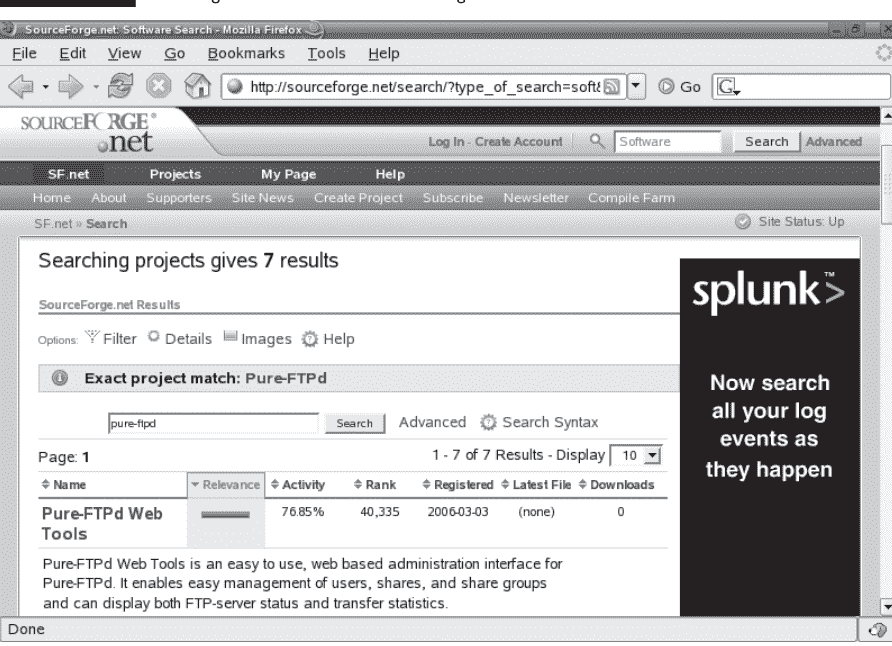 SourceForge.net: Software Search - Mozilla Firefox
File Edit View Go Bookmarks Tools Help
http://sourceforge.net/search/?type_of_search=soft Go G
SOURCEFORGE®
net
Log In - Create Account Software Search Advanced
SF.net Projects My Page Help
Home About Supporters Site News Create Project Subscribe Newsletter Compile Farm
SF.net » Search Site Status: Up
Searching projects gives 7 results
SourceForge.net Results
Options: Filter Details Images Help
Exact project match: Pure-FTPd
pure-ftpd Search Advanced Search Syntax
Page: 1 1 - 7 of 7 Results - Display 10
Name Relevance Activity Rank Registered Latest File Downloads
Pure-FTPd Web 76.85% 40,335 2006-03-03 (none) 0
Tools
Pure-FTPd Web Tools is an easy to use, web based administration interface for
Pure-FTPd. It enables easy management of users, shares, and share groups
and can display both FTP-server status and transfer statistics.
splunk>™
Now search
all your log
events as
they happen
Done